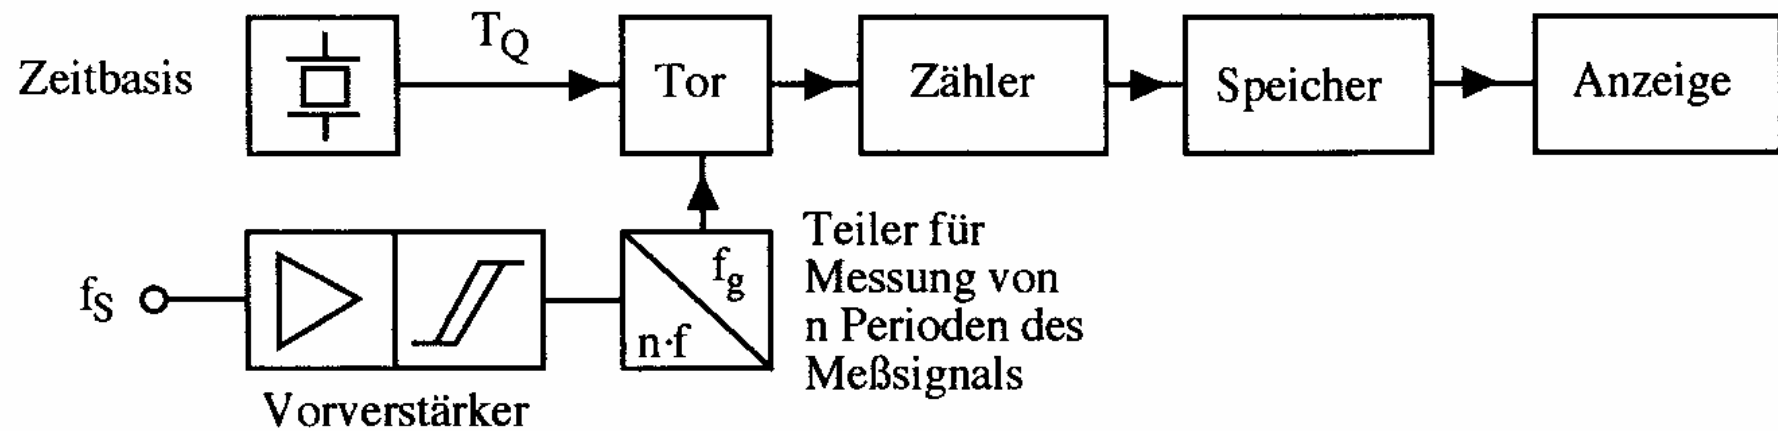 Zeitbasis
T_Q
Tor
Zähler
Speicher
Anzeige
f_S
n·f
f_g
Teiler für
Messung von
n Perioden des
Meßsignals
Vorverstärker